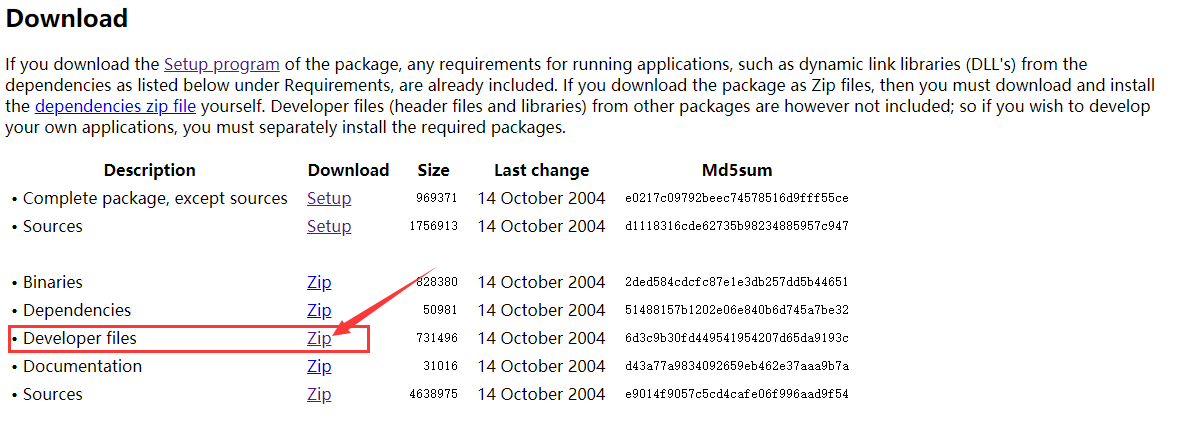 Download
If you download the Setup program of the package, any requirements for running applications, such as dynamic link libraries (DLL's) from the
dependencies as listed below under Requirements, are already included. If you download the package as Zip files, then you must download and install
the dependencies zip file yourself. Developer files (header files and libraries) from other packages are however not included; so if you wish to develop
your own applications, you must separately install the required packages.
Description Download Size Last change Md5sum
• Complete package, except sources Setup 969371 14 October 2004 e0217c09792beec74578516d9fff55ce
• Sources Setup 1756913 14 October 2004 d1118316cde62735b98234885957c947
• Binaries Zip 828380 14 October 2004 2ded584cdcfc87e1e3db257dd5b44651
• Dependencies Zip 50981 14 October 2004 51488157b1202e06e840b6d745a7be32
• Developer files Zip 731496 14 October 2004 6d3c9b30fd449541954207d65da9193c
• Documentation Zip 31016 14 October 2004 d43a77a9834092659eb462e37aaa9b7a
• Sources Zip 4638975 14 October 2004 e9014f9057c5cd4cafe06f996aad9f54